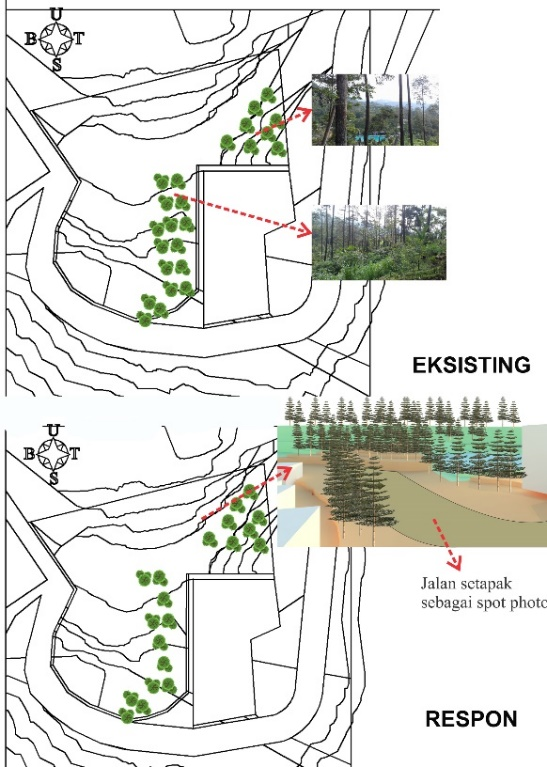 U
B T
S
EKSISTING
U
B T
S
Jalan setapak
sebagai spot photo
RESPON